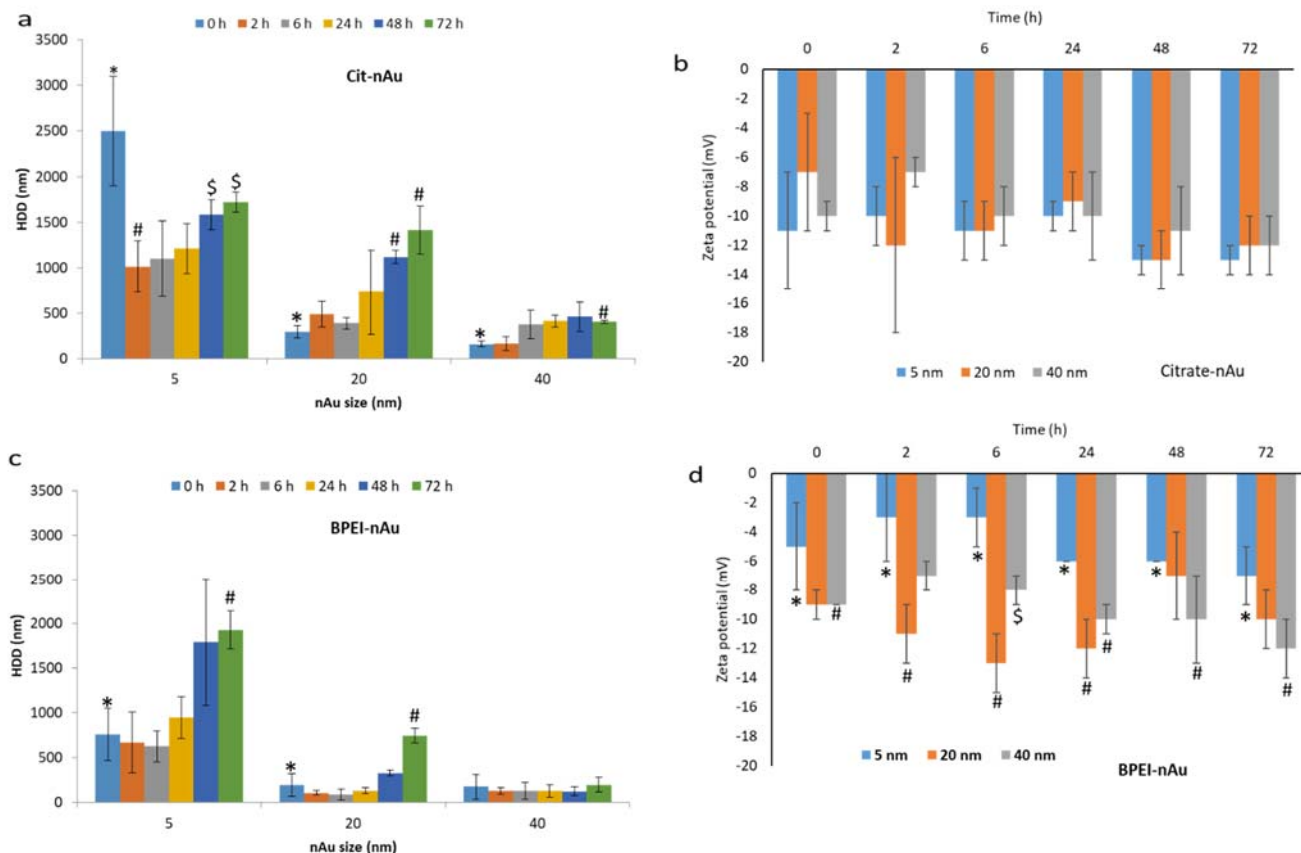 a
0 h 2 h 6 h 24 h 48 h 72 h
Cit-nAu
3500
3000
2500
2000
1500
1000
500
0
HDD (nm)
* # $ $
* # #
* #
5 20 40
nAu size (nm)
b
Time (h)
0 2 6 24 48 72
0
-2
-4
-6
-8
-10
-12
-14
-16
-18
-20
Zeta potential (mV)
5 nm 20 nm 40 nm
Citrate-nAu
c
0 h 2 h 6 h 24 h 48 h 72 h
BPEI-nAu
3500
3000
2500
2000
1500
1000
500
0
HDD (nm)
* #
* #
5 20 40
nAu size (nm)
d
Time (h)
0 2 6 24 48 72
0
-2
-4
-6
-8
-10
-12
-14
-16
-18
-20
Zeta potential (mV)
* #
* #
* # $
* # #
* #
* #
5 nm 20 nm 40 nm
BPEI-nAu